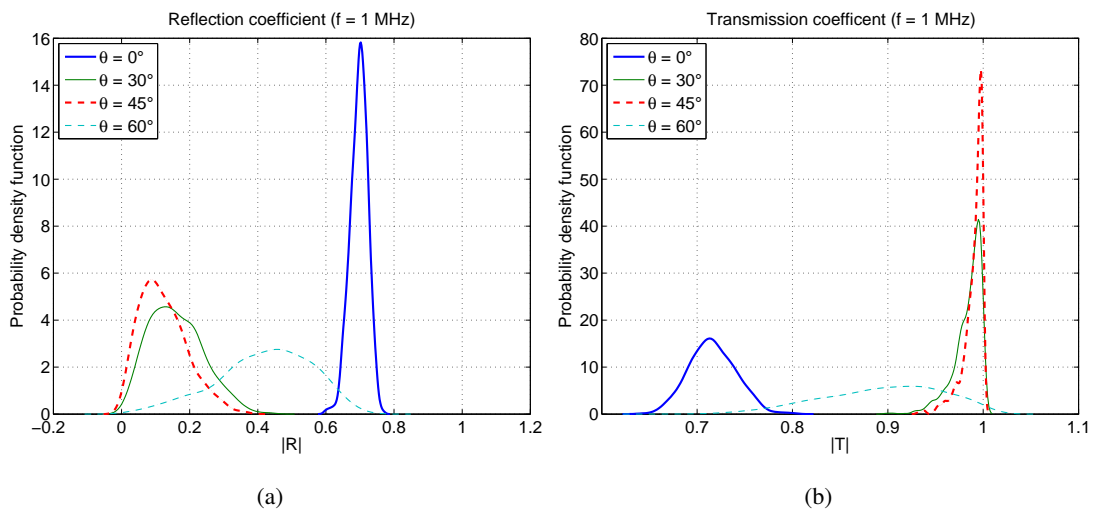 Reflection coefficient (f = 1 MHz)
16
14
12
10
8
6
4
2
0
Probability density function
θ = 0°
θ = 30°
θ = 45°
θ = 60°
−0.2
0
0.2
0.4
0.6
0.8
1
1.2
|R|
(a)
Transmission coefficent (f = 1 MHz)
80
70
60
50
40
30
20
10
0
Probability density function
θ = 0°
θ = 30°
θ = 45°
θ = 60°
0.7
0.8
0.9
1
1.1
|T|
(b)